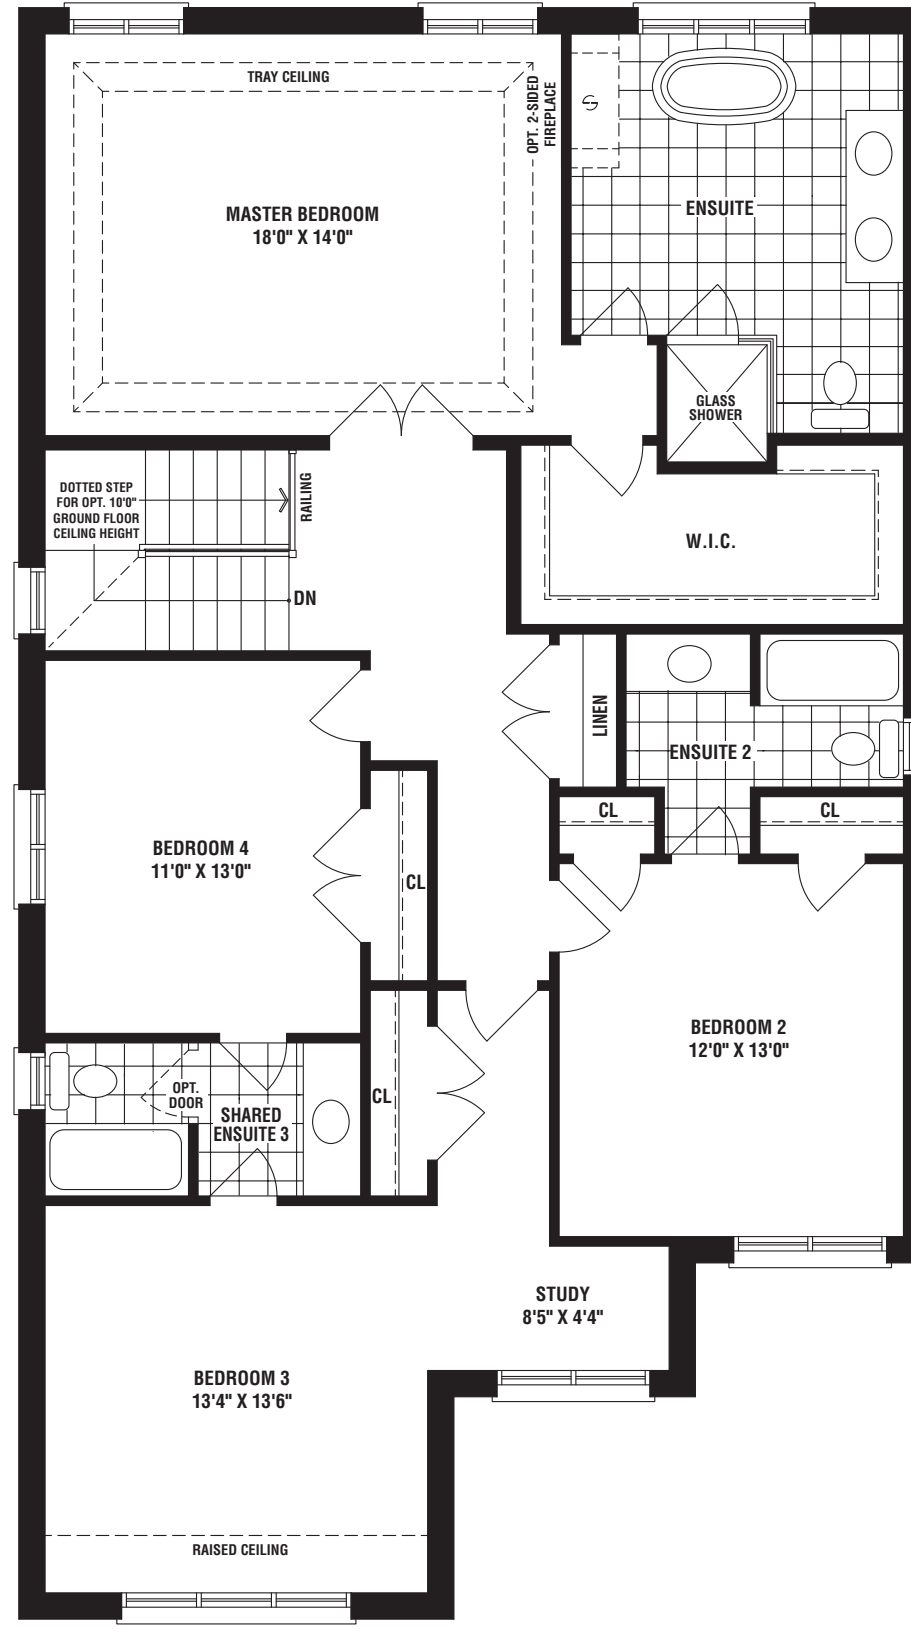 TRAY CEILING
OPT. 2-SIDED
FIREPLACE
MASTER BEDROOM
18'0" X 14'0"
ENSUITE
GLASS
SHOWER
DOTTED STEP
FOR OPT. 10'0"
GROUND FLOOR
CEILING HEIGHT
RAILING
DN
W.I.C.
LINEN
ENSUITE 2
CL
CL
BEDROOM 4
11'0" X 13'0"
CL
BEDROOM 2
12'0" X 13'0"
OPT.
DOOR
SHARED
ENSUITE 3
CL
STUDY
8'5" X 4'4"
BEDROOM 3
13'4" X 13'6"
RAISED CEILING